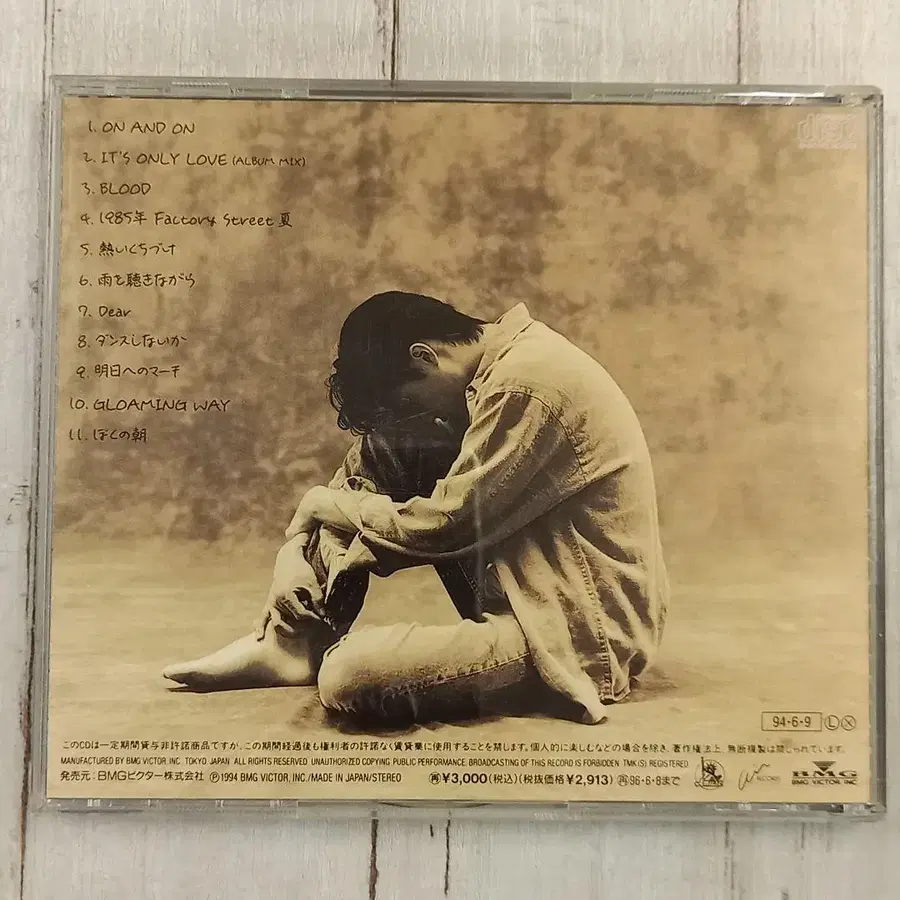 1. ON AND ON
2. IT'S ONLY LOVE (ALBUM MIX)
3. BLOOD
4. 1985年 Factory Street 夏
5. 熱いくちづけ
6. 雨を聴きながら
7. Dear
8. ダンスしないか
9. 明日へのマーチ
10. GLOAMING WAY
11. ぼくの朝
94·6·9 Ⓛ Ⓧ
このCDは一定期間貸与非許諾商品ですが、この期間経過後も権利者の許諾なく賃貸業に使用することを禁じます。個人的に楽しむなどの場合を除き、著作権法上、無断複製は禁じられています。
MANUFACTURED BY BMG VICTOR, INC. TOKYO JAPAN. ALL RIGHTS RESERVED UNAUTHORIZED COPYING PUBLIC PERFORMANCE. BROADCASTING OF THIS RECORD IS FORBIDDEN TMK(S) REGISTERED
発売元:BMGビクター株式会社 Ⓟ1994 BMG VICTOR, INC./MADE IN JAPAN/STEREO ㊢¥3,000(税込)(税抜価格¥2,913) ㊢96·6·8まで
air RECORDS
BMG
BMG VICTOR, INC.